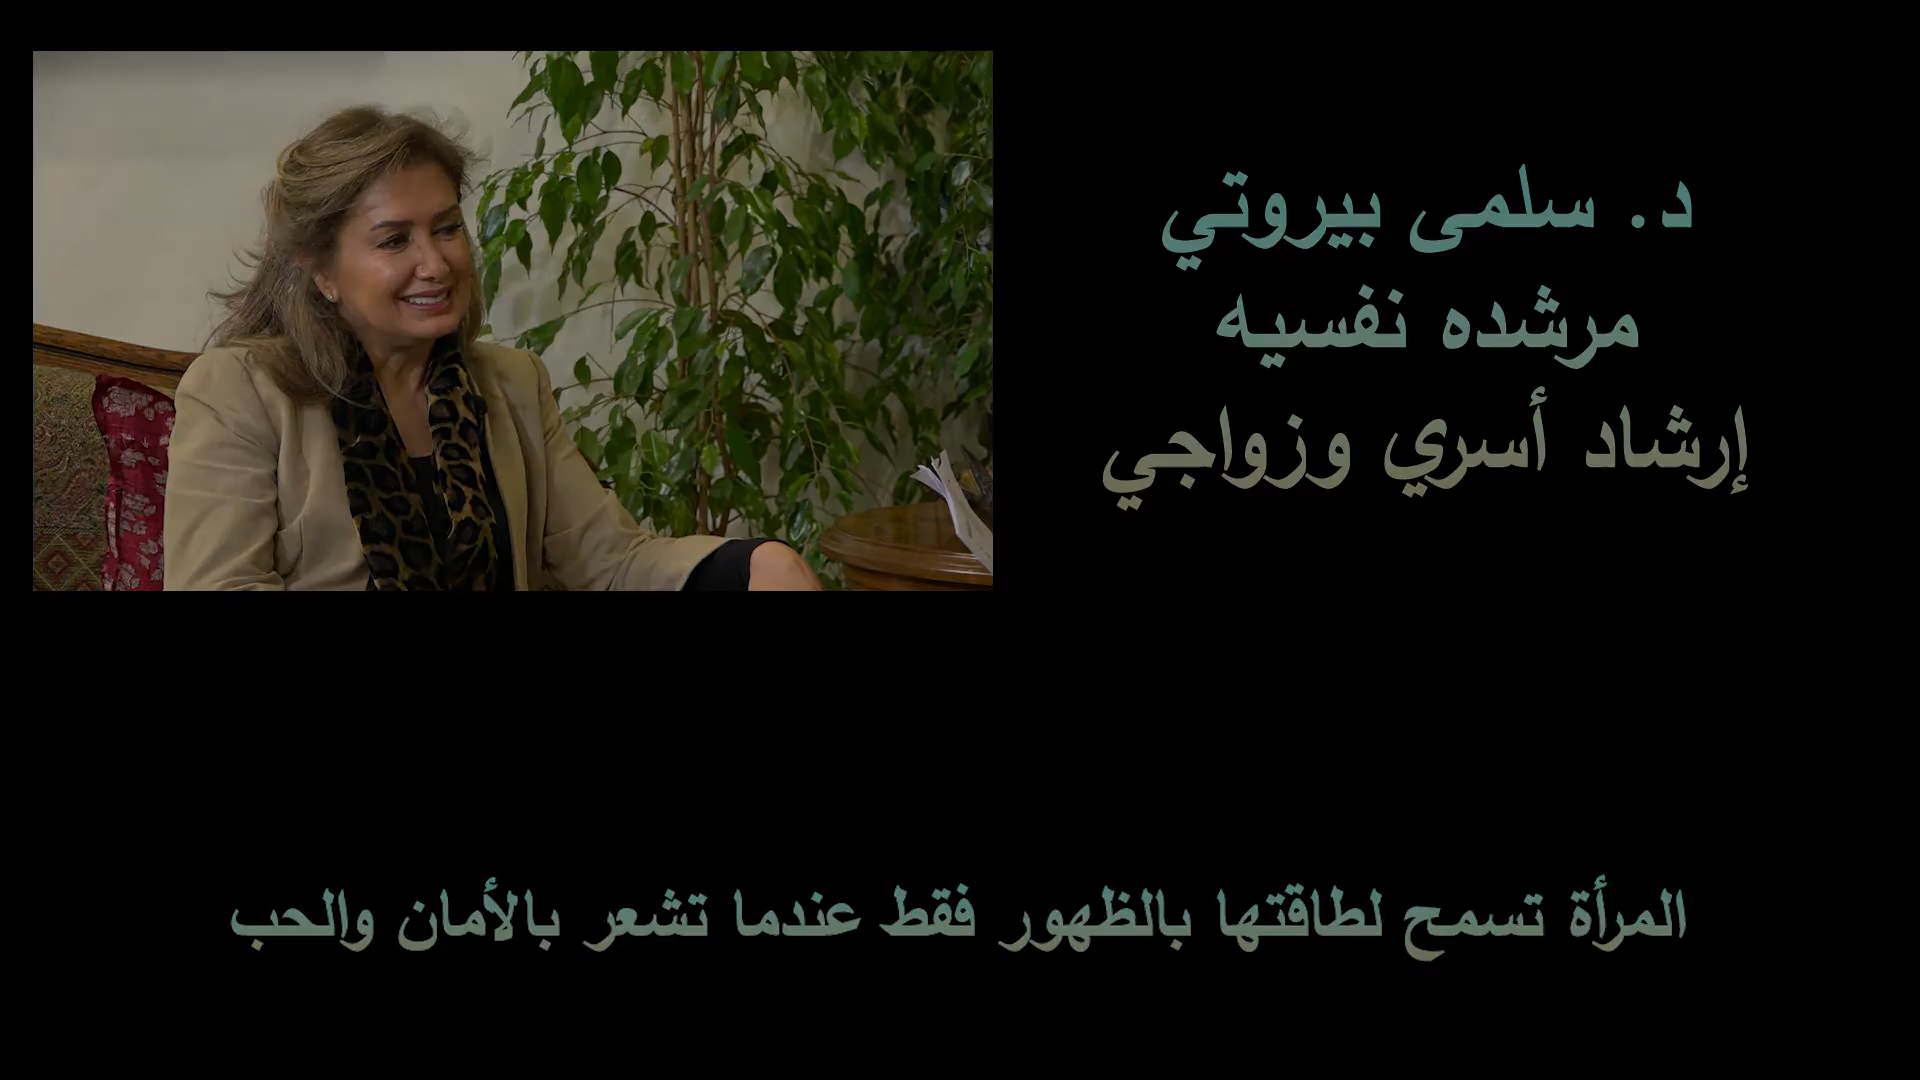 د. سلمى بيروتي
مرشده نفسيه
إرشاد أسري وزواجي
المرأة تسمح لطاقتها بالظهور فقط عندما تشعر بالأمان والحب